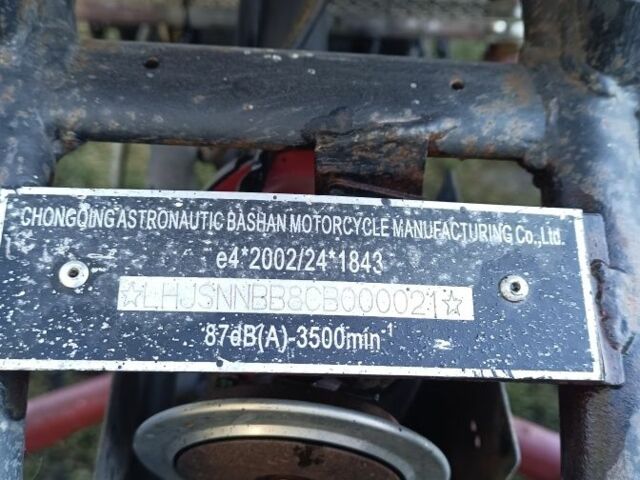 CHONGQING ASTRONAUTIC BASHAN MOTORCYCLE MANUFACTURING Co.,Ltd.
e4*2002/24*1843
☆LHJSNNBB8CB000021☆
87dB(A)-3500min⁻¹